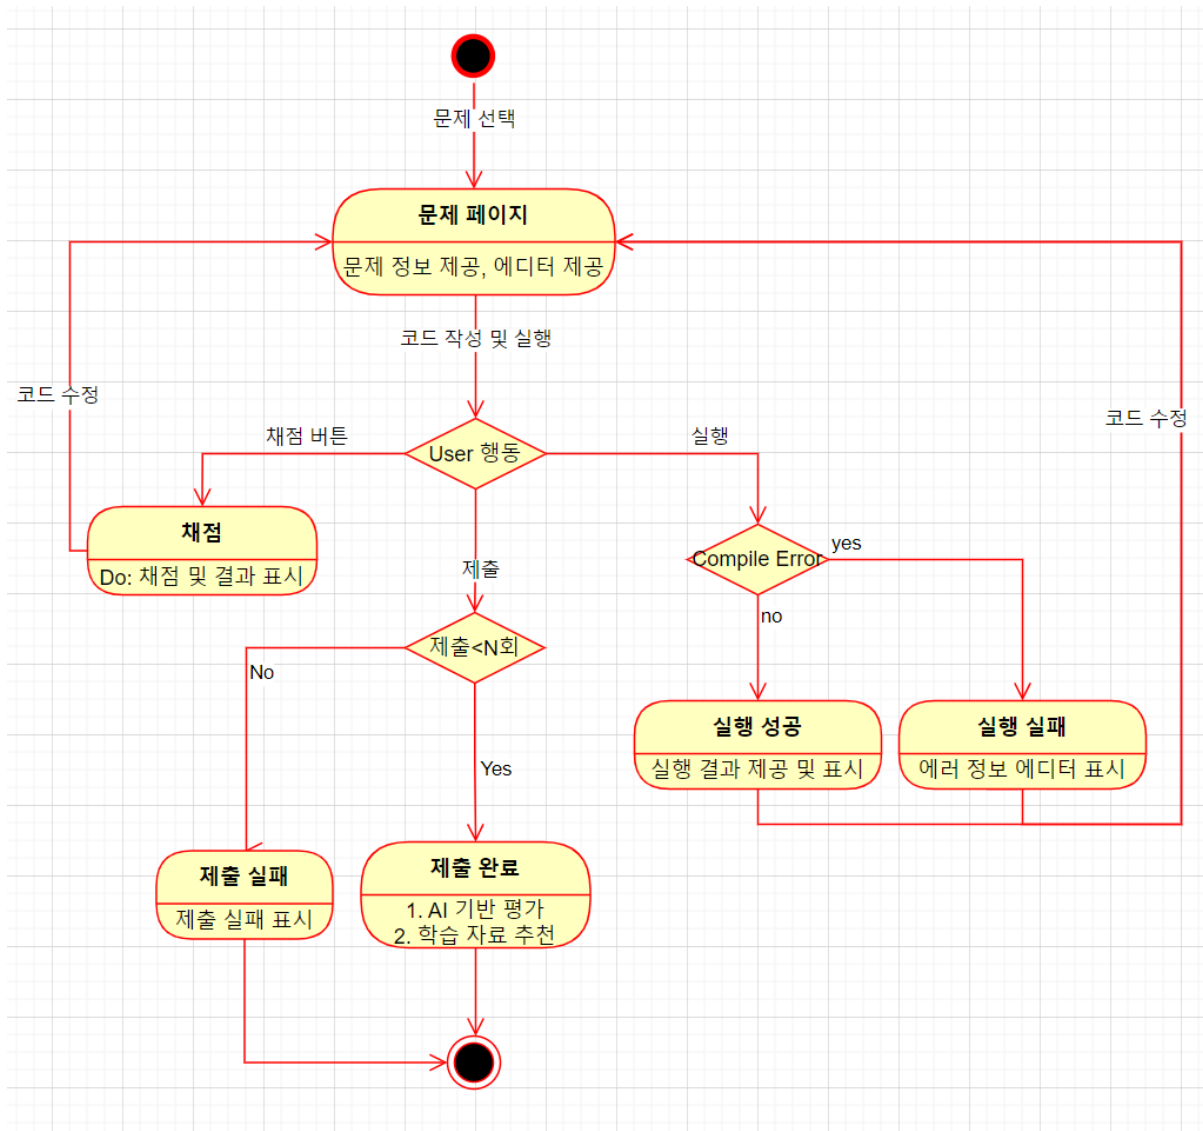 문제 선택
문제 페이지
문제 정보 제공, 에디터 제공
코드 작성 및 실행
코드 수정
코드 수정
채점 버튼
User 행동
실행
채점
Do: 채점 및 결과 표시
제출
Compile Error
yes
no
제출<N회
No
Yes
실행 성공
실행 결과 제공 및 표시
실행 실패
에러 정보 에디터 표시
제출 실패
제출 실패 표시
제출 완료
1. AI 기반 평가
2. 학습 자료 추천